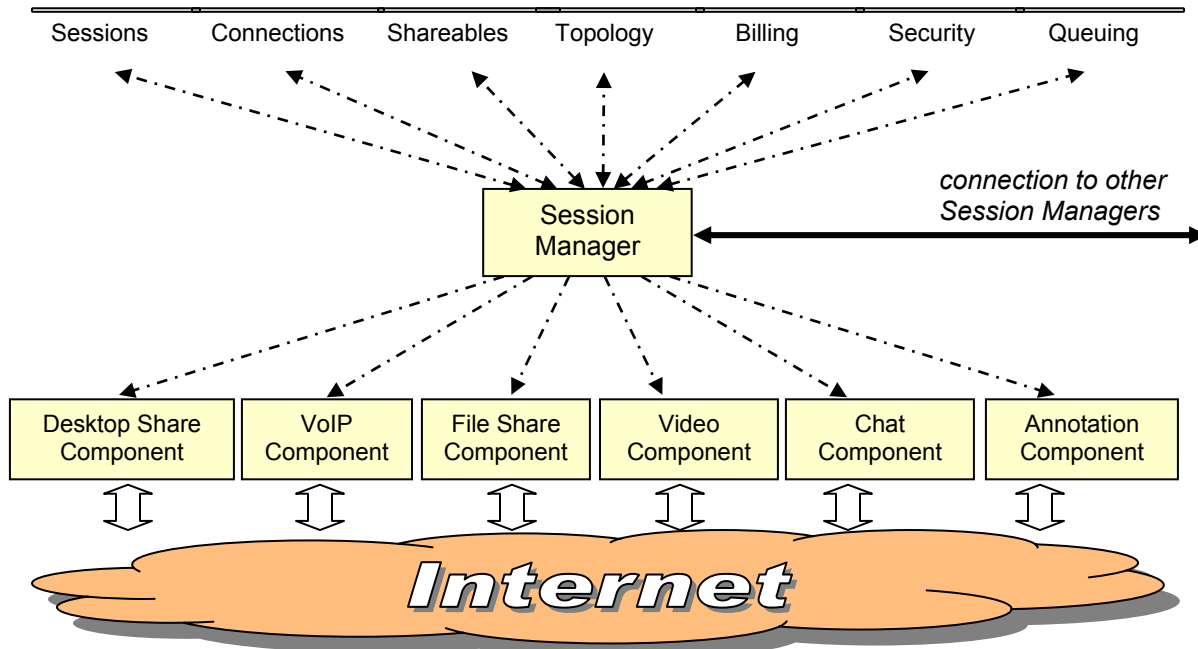 Sessions Connections Shareables Topology Billing Security Queuing
connection to other
Session Managers
Session
Manager
Desktop Share
Component
VoIP
Component
File Share
Component
Video
Component
Chat
Component
Annotation
Component
Internet